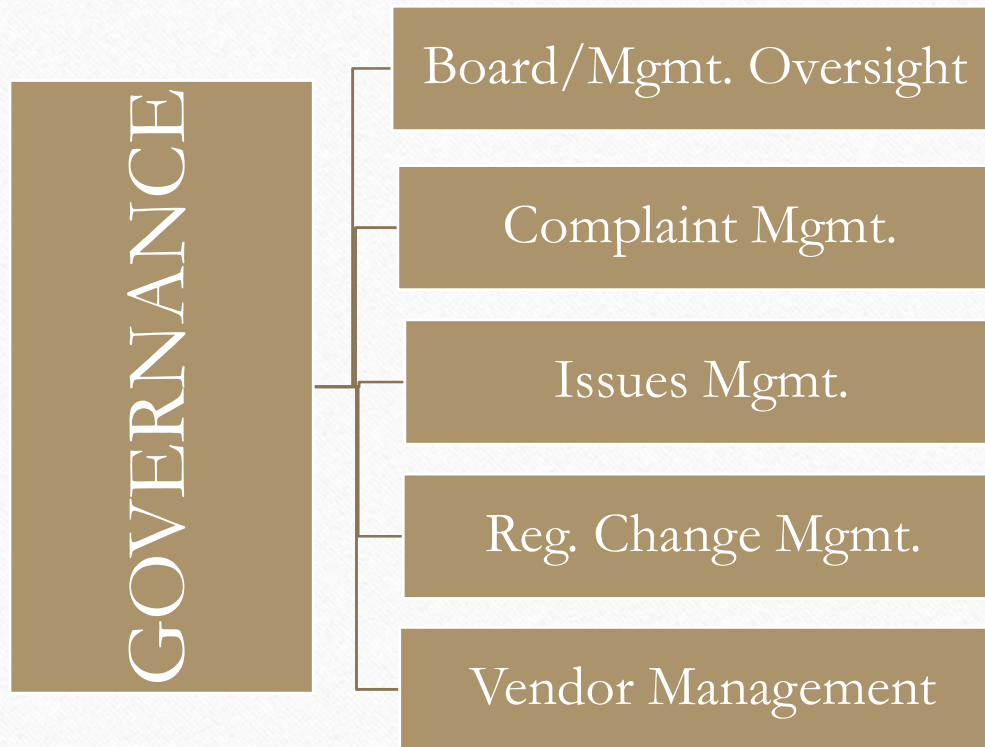 GOVERNANCE
Board/Mgmt. Oversight
Complaint Mgmt.
Issues Mgmt.
Reg. Change Mgmt.
Vendor Management